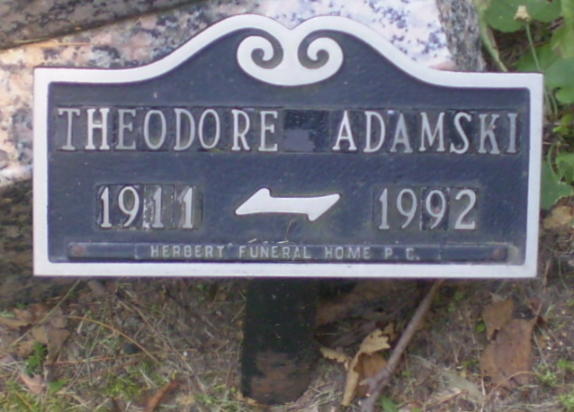 THEODORE ADAMSKI
1911 1992
HERBERT FUNERAL HOME P.C.